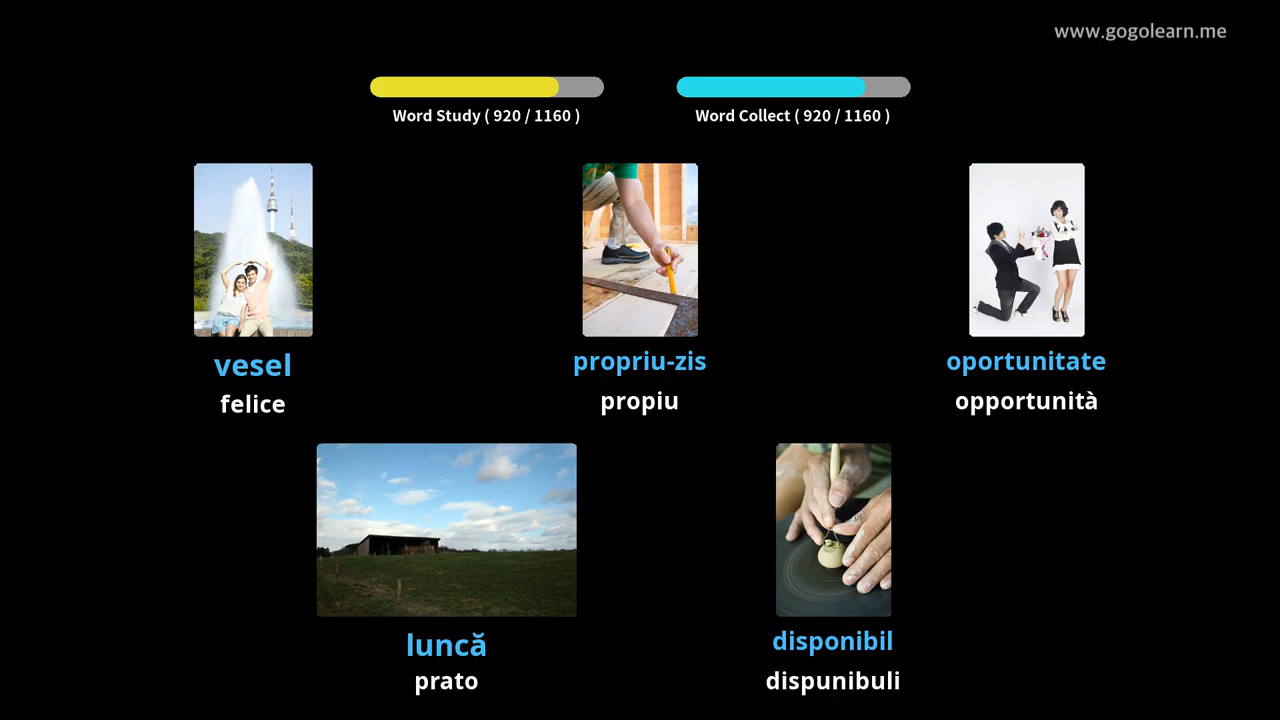 www.gogolearn.me
Word Study ( 920 / 1160 )
Word Collect ( 920 / 1160 )
vesel
felice
propriu-zis
propiu
oportunitate
opportunità
luncă
prato
disponibil
dispunibuli